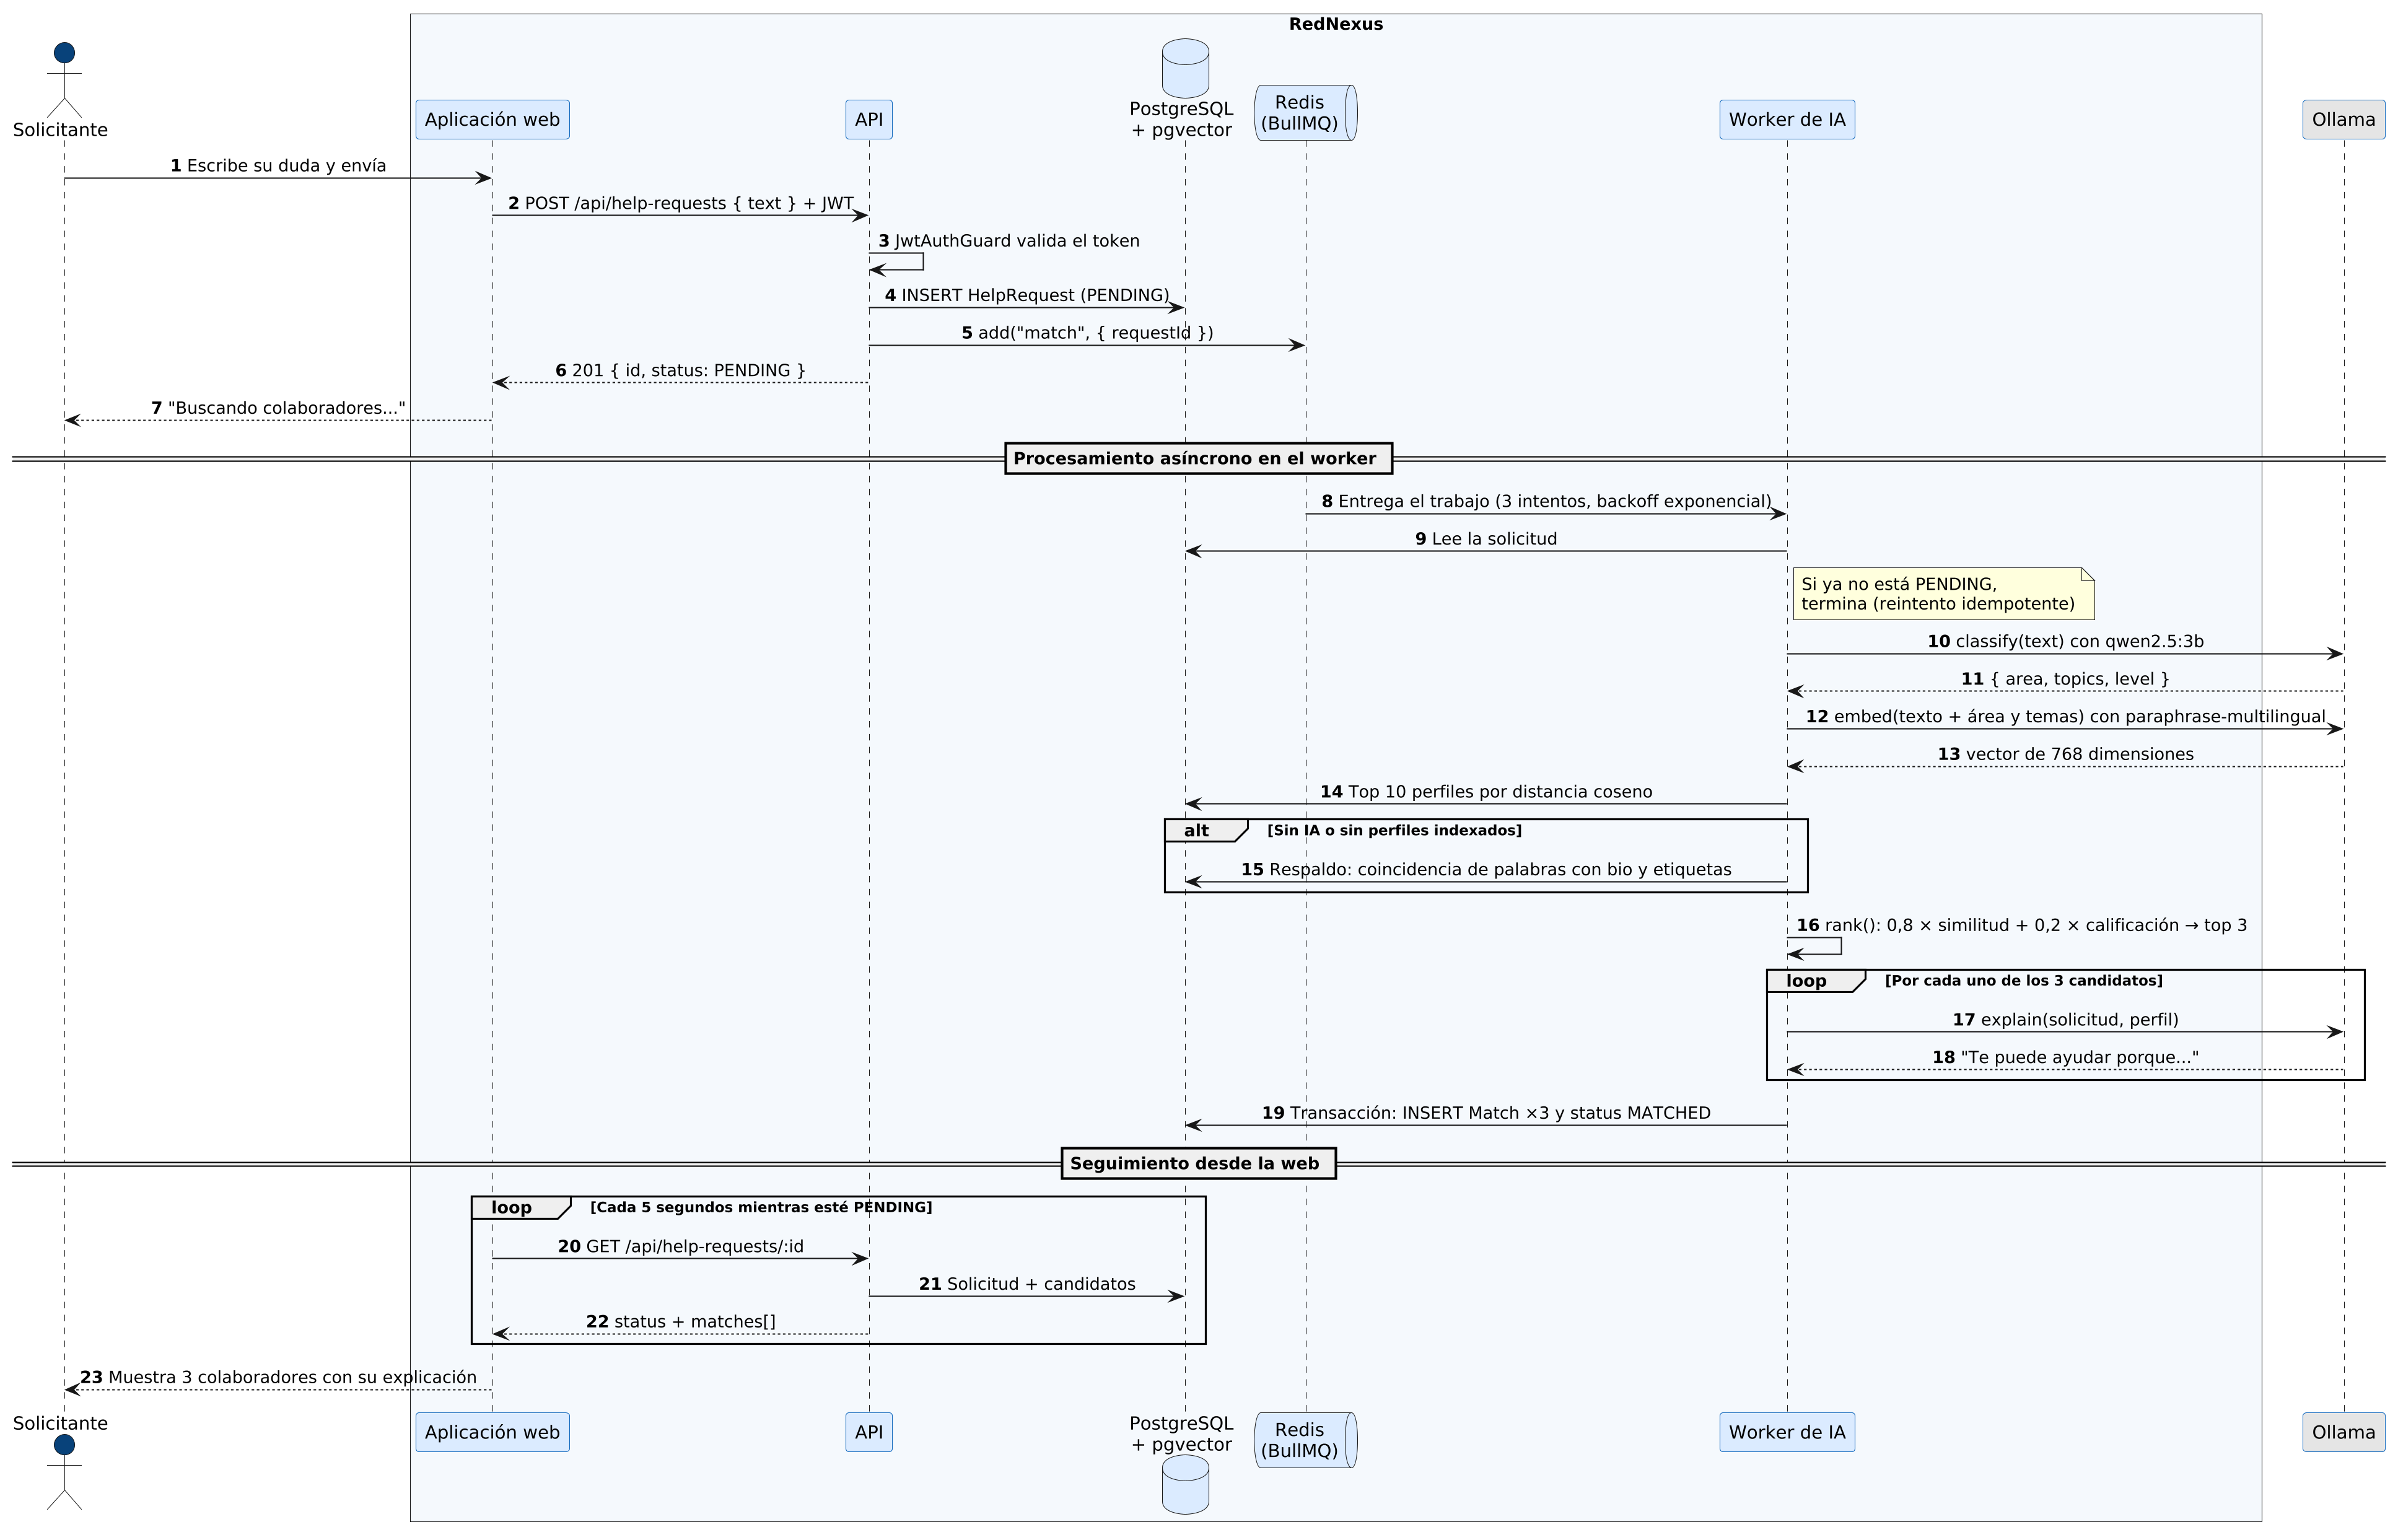 RedNexus
Solicitante
Aplicación web
API
PostgreSQL
+ pgvector
Redis
(BullMQ)
Worker de IA
Ollama
1 Escribe su duda y envía
2 POST /api/help-requests { text } + JWT
3 JwtAuthGuard valida el token
4 INSERT HelpRequest (PENDING)
5 add("match", { requestId })
6 201 { id, status: PENDING }
7 "Buscando colaboradores..."
Procesamiento asíncrono en el worker
8 Entrega el trabajo (3 intentos, backoff exponencial)
9 Lee la solicitud
Si ya no está PENDING,
termina (reintento idempotente)
10 classify(text) con qwen2.5:3b
11 { area, topics, level }
12 embed(texto + área y temas) con paraphrase-multilingual
13 vector de 768 dimensiones
14 Top 10 perfiles por distancia coseno
alt [Sin IA o sin perfiles indexados]
15 Respaldo: coincidencia de palabras con bio y etiquetas
16 rank(): 0,8 × similitud + 0,2 × calificación → top 3
loop [Por cada uno de los 3 candidatos]
17 explain(solicitud, perfil)
18 "Te puede ayudar porque..."
19 Transacción: INSERT Match ×3 y status MATCHED
Seguimiento desde la web
loop [Cada 5 segundos mientras esté PENDING]
20 GET /api/help-requests/:id
21 Solicitud + candidatos
22 status + matches[]
23 Muestra 3 colaboradores con su explicación
Solicitante
Aplicación web
API
PostgreSQL
+ pgvector
Redis
(BullMQ)
Worker de IA
Ollama